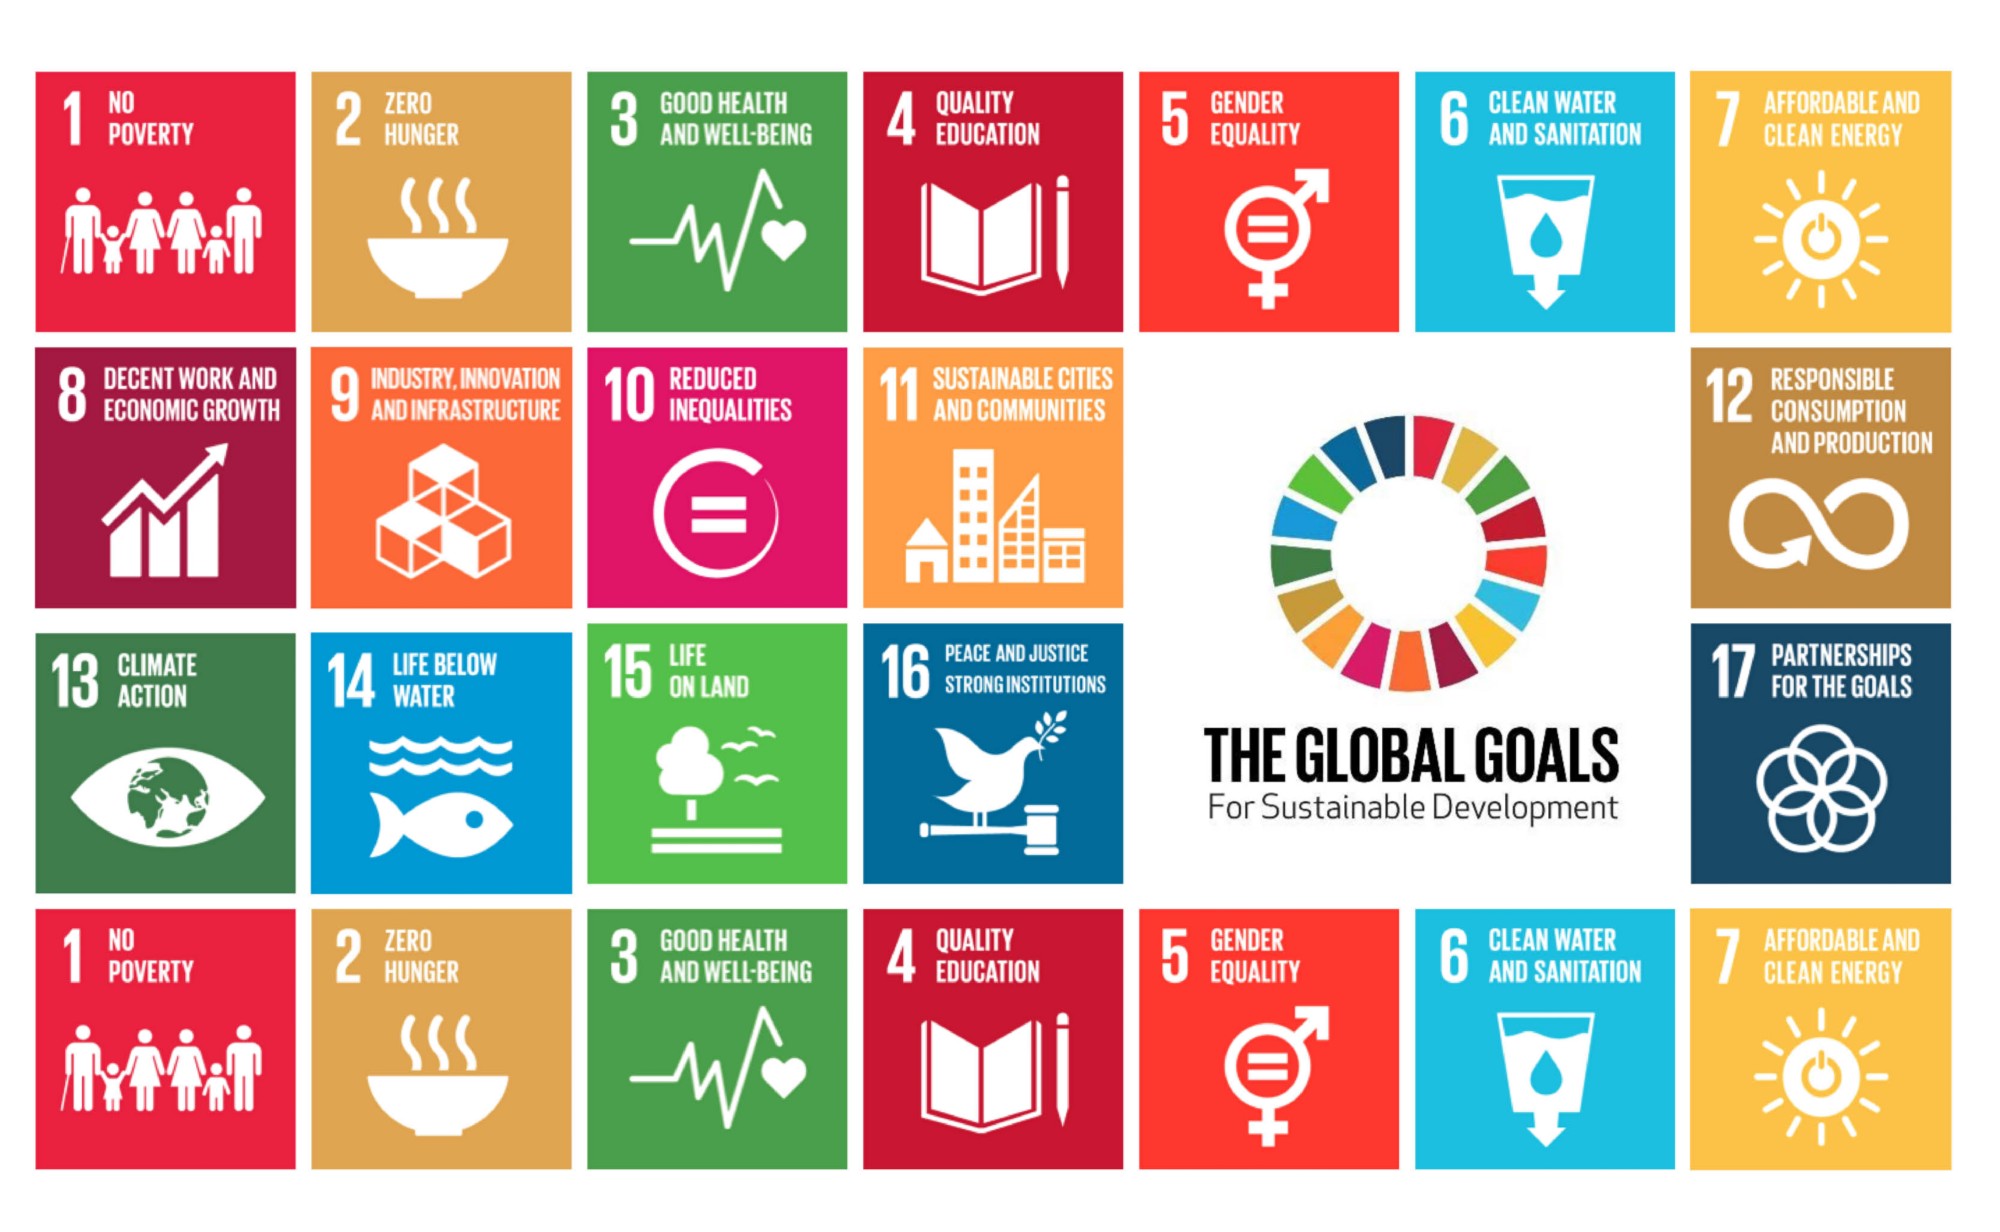 1 NO
POVERTY
2 ZERO
HUNGER
3 GOOD HEALTH
AND WELL-BEING
4 QUALITY
EDUCATION
5 GENDER
EQUALITY
6 CLEAN WATER
AND SANITATION
7 AFFORDABLE AND
CLEAN ENERGY
8 DECENT WORK AND
ECONOMIC GROWTH
9 INDUSTRY, INNOVATION
AND INFRASTRUCTURE
10 REDUCED
INEQUALITIES
11 SUSTAINABLE CITIES
AND COMMUNITIES
12 RESPONSIBLE
CONSUMPTION
AND PRODUCTION
13 CLIMATE
ACTION
14 LIFE BELOW
WATER
15 LIFE
ON LAND
16 PEACE AND JUSTICE
STRONG INSTITUTIONS
THE GLOBAL GOALS
For Sustainable Development
17 PARTNERSHIPS
FOR THE GOALS
1 NO
POVERTY
2 ZERO
HUNGER
3 GOOD HEALTH
AND WELL-BEING
4 QUALITY
EDUCATION
5 GENDER
EQUALITY
6 CLEAN WATER
AND SANITATION
7 AFFORDABLE AND
CLEAN ENERGY